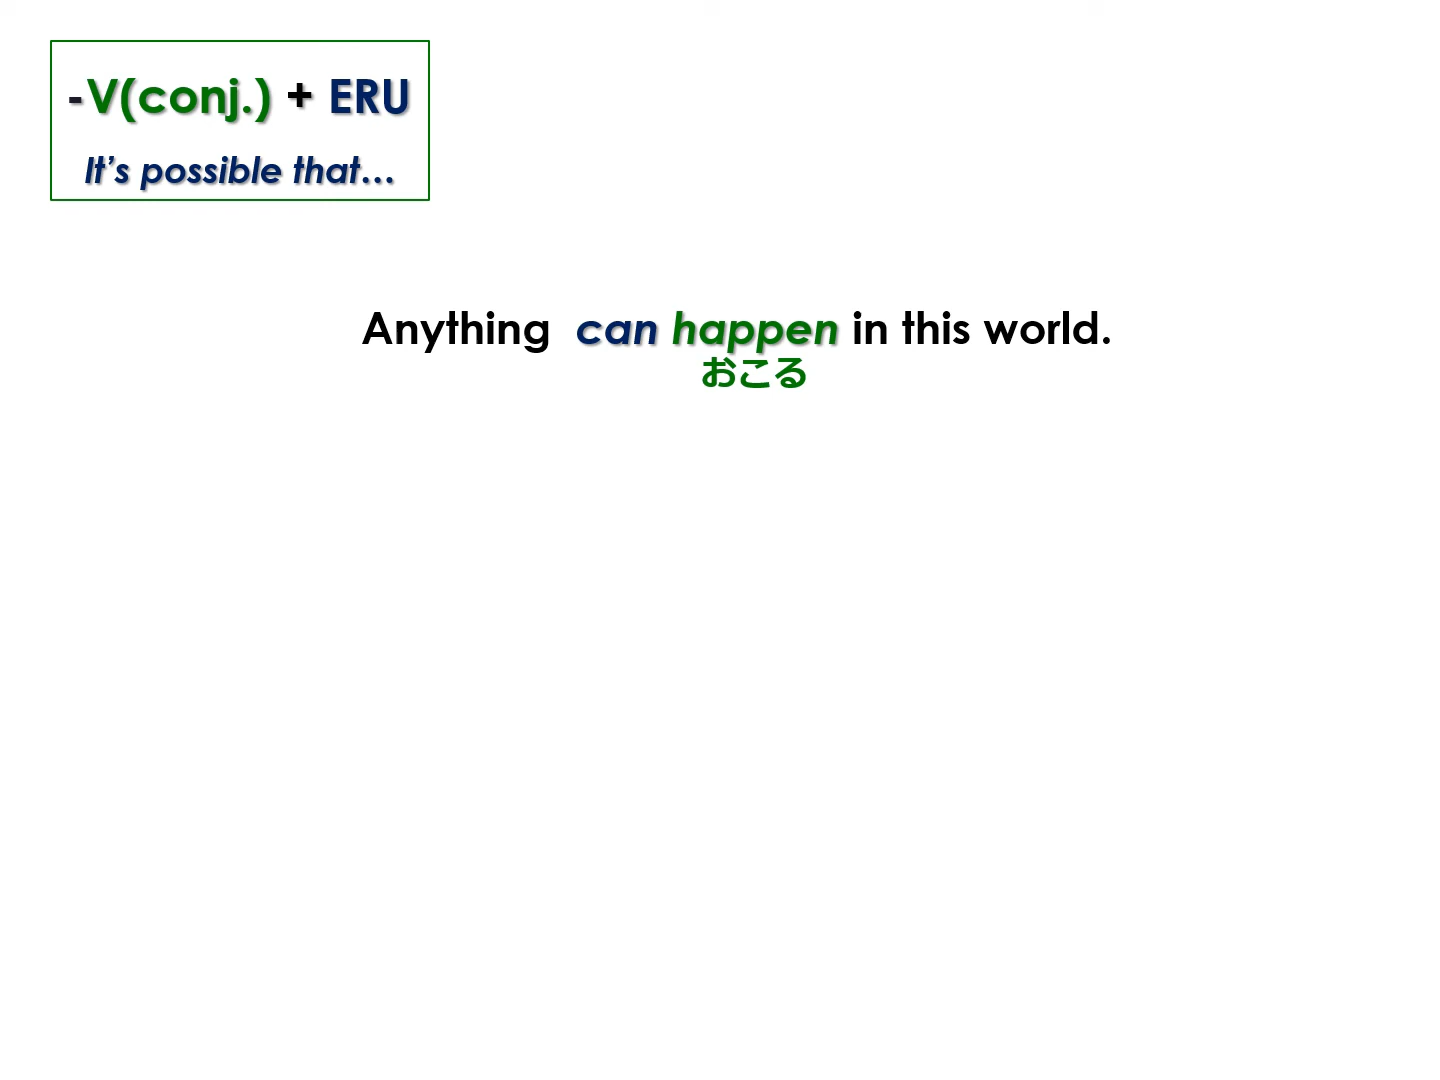 -V(conj.) + ERU
It’s possible that…
Anything can happen in this world.
おこる